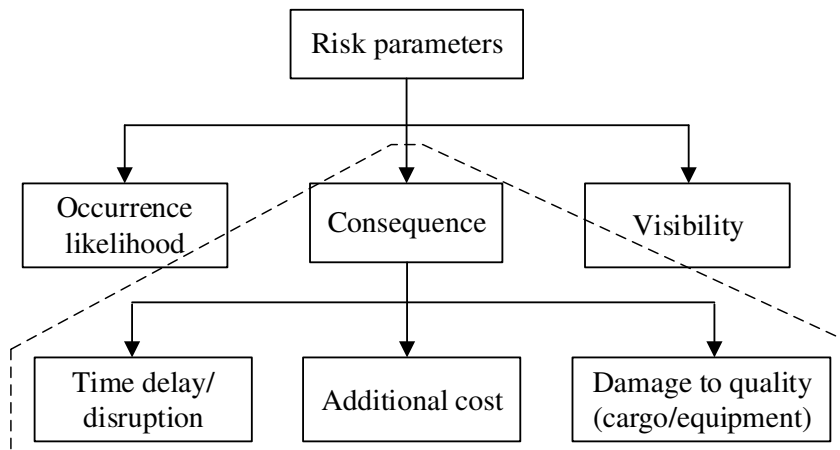 Risk parameters
Occurrence
likelihood
Consequence
Visibility
Time delay/
disruption
Additional cost
Damage to quality
(cargo/equipment)